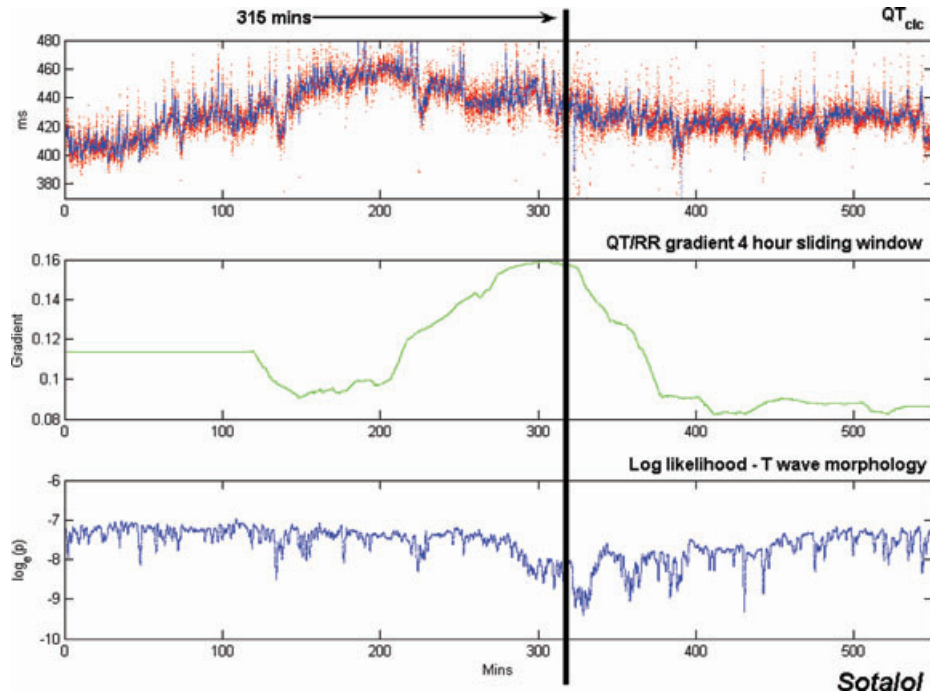 315 mins
QTclc
480
460
440
420
400
380
ms
0 100 200 300 400 500
QT/RR gradient 4 hour sliding window
0.16
0.14
0.12
0.1
0.08
Gradient
0 100 200 300 400 500
Log likelihood - T wave morphology
-6
-7
-8
-9
-10
loge(p)
0 100 200 300 400 500
Mins
Sotalol